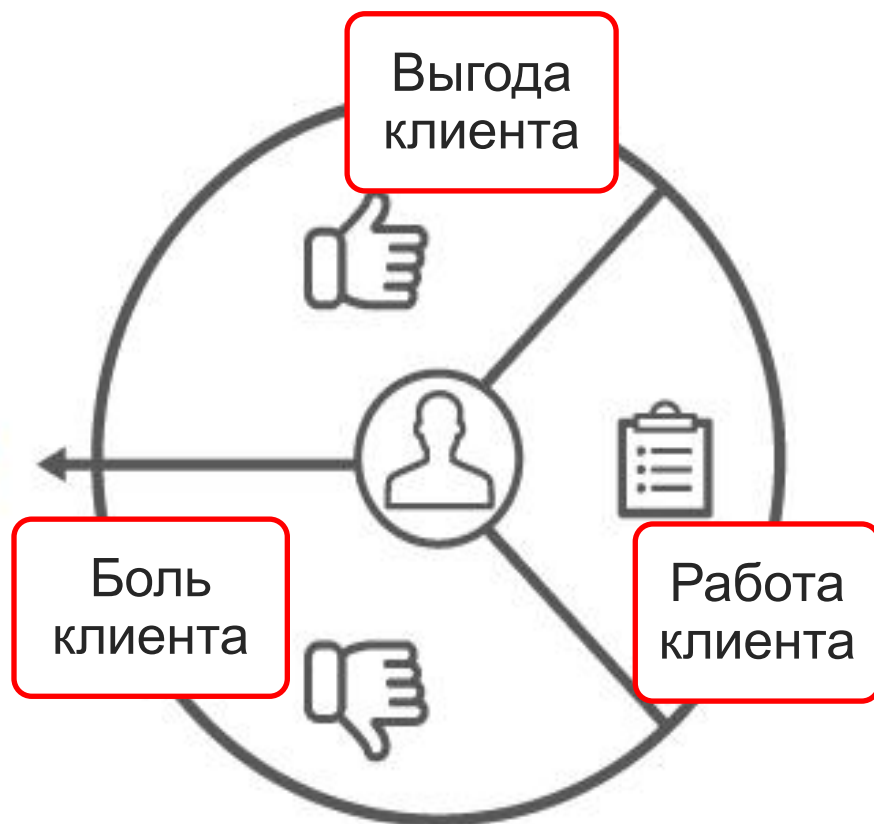 Выгода
клиента
Боль
клиента
Работа
клиента